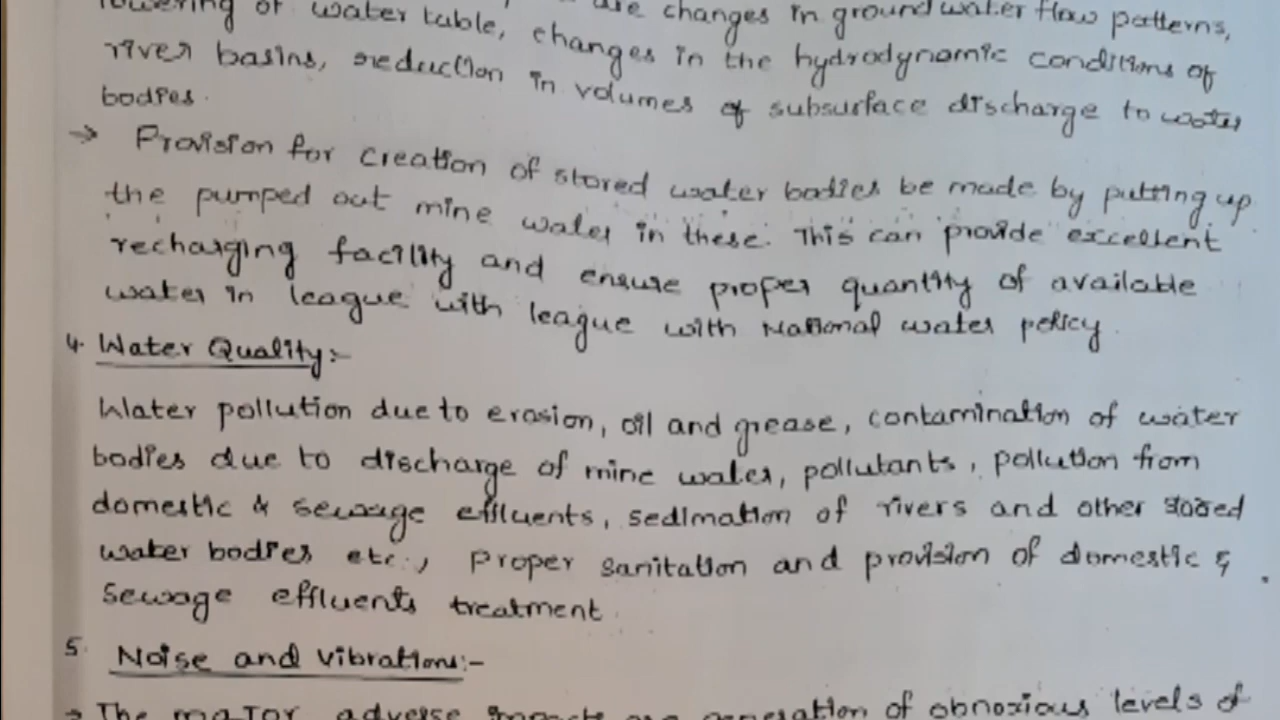 lowering of water table, are changes in ground water flow patterns,
river basins, reduction changes in the hydrodynamic conditions of
bodies. in volumes of subsurface discharge to water
→ Provision for creation of stored water bodies be made by putting up
the pumped out mine water in these. This can provide excellent
recharging facility and ensure proper quantity of available
water in league with league with National water policy.
4. Water Quality:-
Water pollution due to erosion, oil and grease, contamination of water
bodies due to discharge of mine water, pollutants, pollution from
domestic & sewage effluents, sedimation of rivers and other stored
water bodies etc., Proper sanitation and provision of domestic &
Sewage effluents treatment.
5. Noise and vibrations:-
→ The major adverse impacts are generation of obnoxious levels of